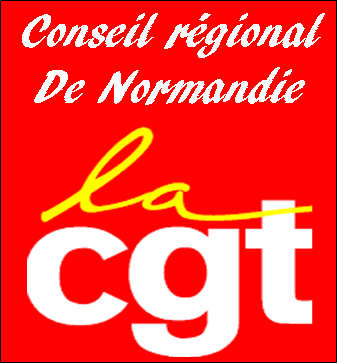 Conseil régional
De Normandie
la
cgt